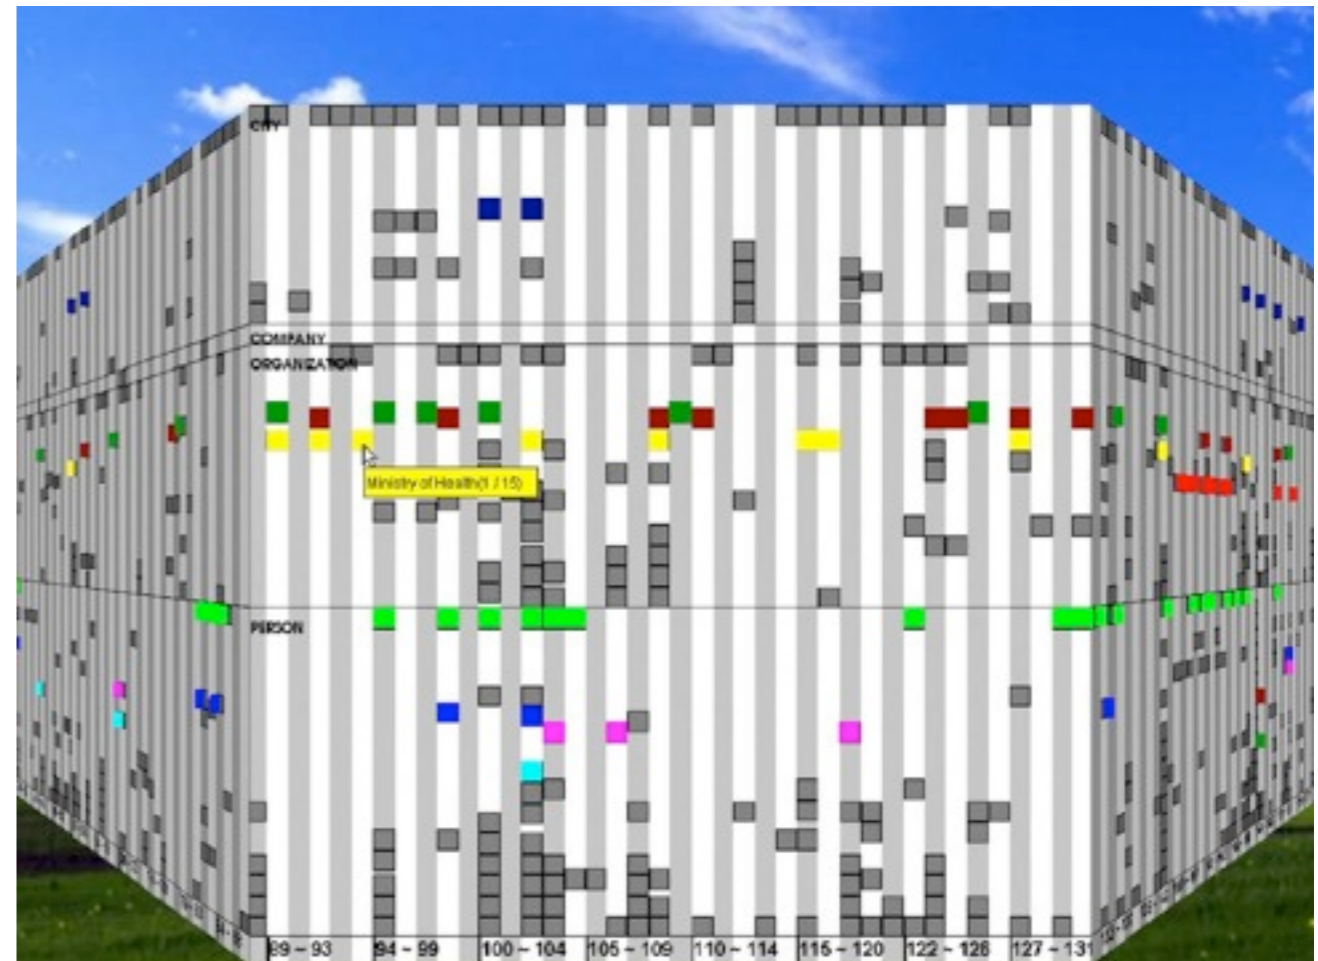 CITY
COMPANY
ORGANIZATION
Ministry of Health(1 / 15)
PERSON
89 ~ 93
94 ~ 99
100 ~ 104
105 ~ 109
110 ~ 114
115 ~ 120
122 ~ 126
127 ~ 131